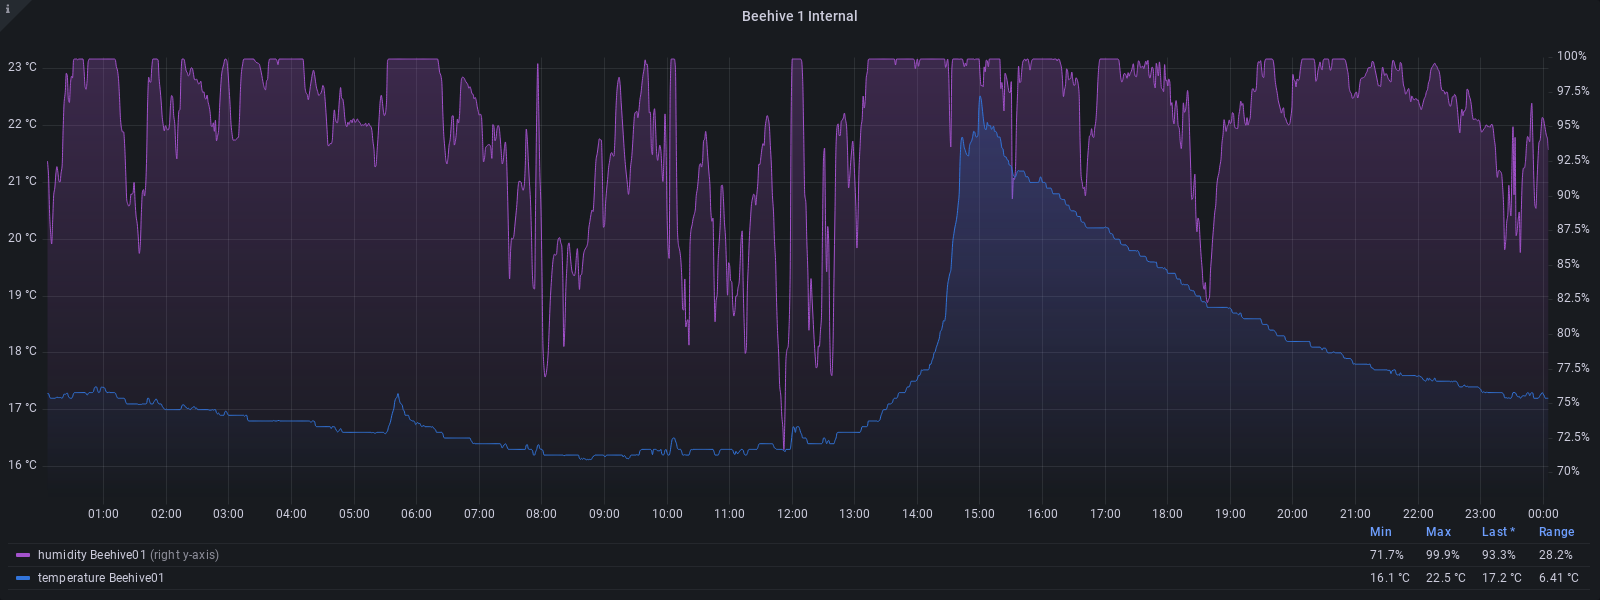 i
Beehive 1 Internal
23 °C
22 °C
21 °C
20 °C
19 °C
18 °C
17 °C
16 °C
100%
97.5%
95%
92.5%
90%
87.5%
85%
82.5%
80%
77.5%
75%
72.5%
70%
01:00 02:00 03:00 04:00 05:00 06:00 07:00 08:00 09:00 10:00 11:00 12:00 13:00 14:00 15:00 16:00 17:00 18:00 19:00 20:00 21:00 22:00 23:00 00:00
Min Max Last * Range
humidity Beehive01 (right y-axis) 71.7% 99.9% 93.3% 28.2%
temperature Beehive01 16.1 °C 22.5 °C 17.2 °C 6.41 °C